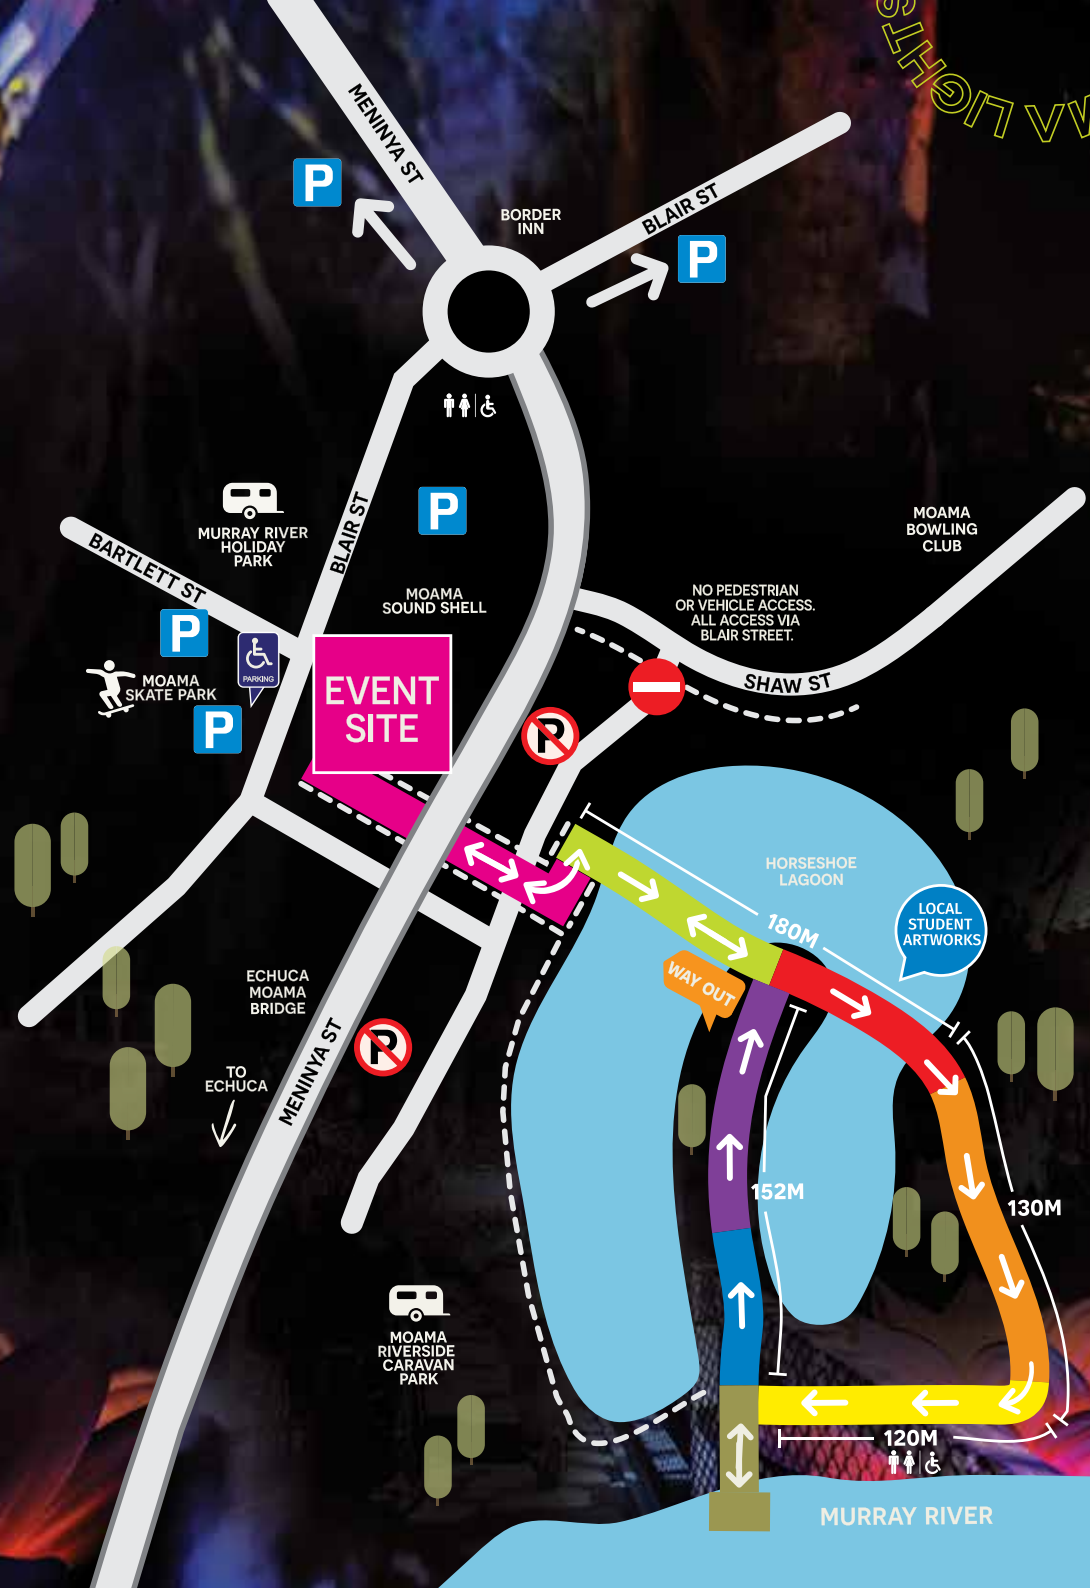 MA LIGHTS
MENINYA ST
P
BORDER
INN
BLAIR ST
P
MURRAY RIVER
HOLIDAY
PARK
BLAIR ST
P
BARTLETT ST
MOAMA
SOUND SHELL
MOAMA
BOWLING
CLUB
NO PEDESTRIAN
OR VEHICLE ACCESS.
ALL ACCESS VIA
BLAIR STREET.
P
PARKING
MOAMA
SKATE PARK
P
EVENT
SITE
SHAW ST
P
HORSESHOE
LAGOON
LOCAL
STUDENT
ARTWORKS
180M
WAY OUT
ECHUCA
MOAMA
BRIDGE
TO
ECHUCA
MENINYA ST
P
152M
130M
MOAMA
RIVERSIDE
CARAVAN
PARK
120M
MURRAY RIVER